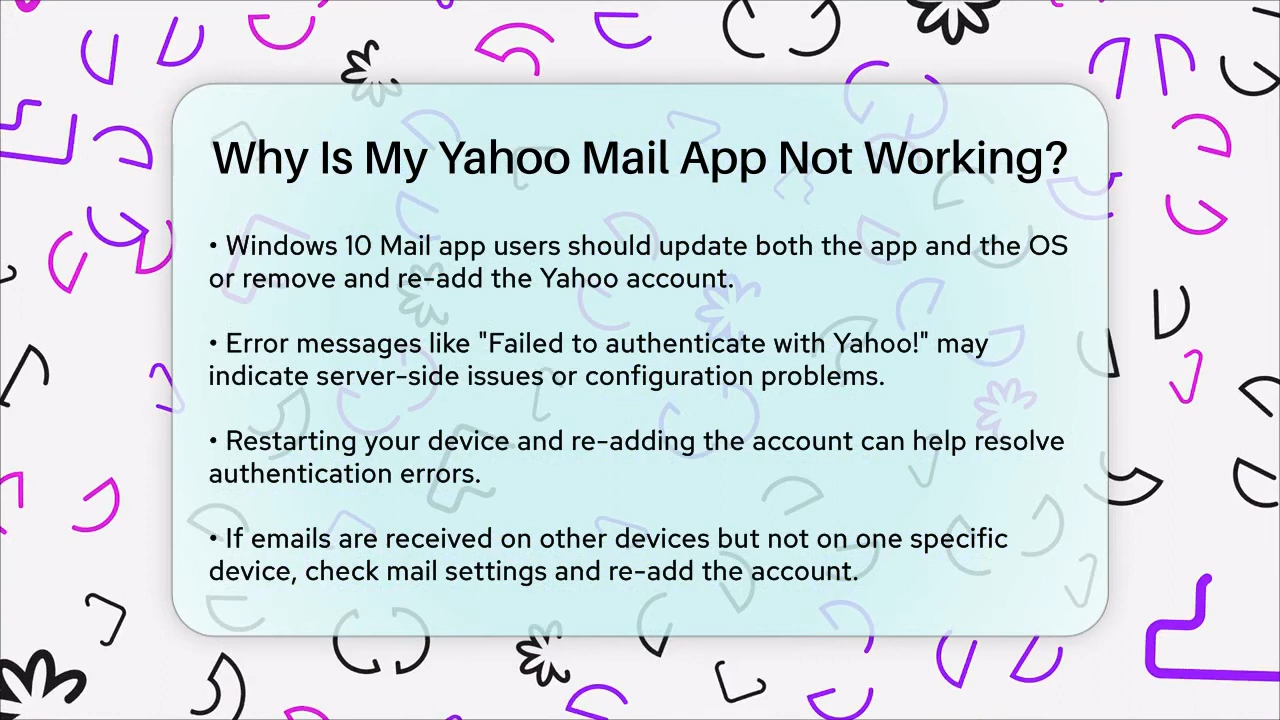 Why Is My Yahoo Mail App Not Working?
• Windows 10 Mail app users should update both the app and the OS
or remove and re-add the Yahoo account.
• Error messages like "Failed to authenticate with Yahoo!" may
indicate server-side issues or configuration problems.
• Restarting your device and re-adding the account can help resolve
authentication errors.
• If emails are received on other devices but not on one specific
device, check mail settings and re-add the account.